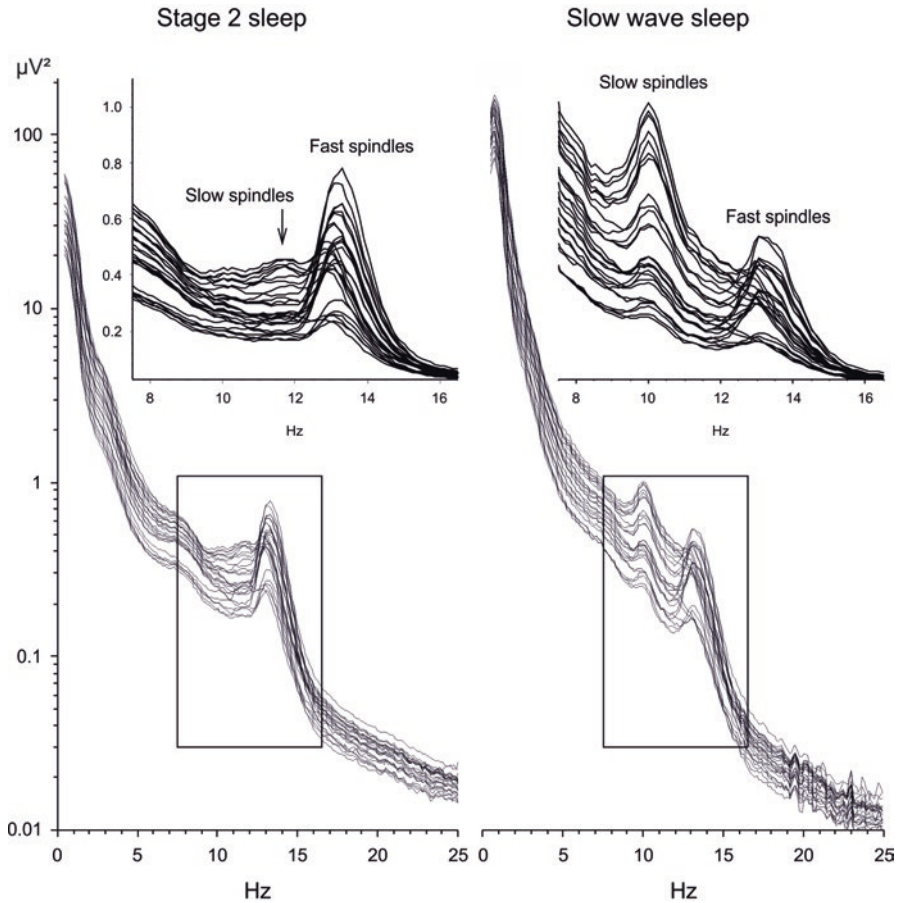 Stage 2 sleep
Slow wave sleep
µV²
100
10
1
0.1
0.01
1.0
0.8
0.6
0.4
0.2
Slow spindles
Fast spindles
8 10 12 14 16
Hz
Slow spindles
Fast spindles
8 10 12 14 16
Hz
0 5 10 15 20 25
Hz
0 5 10 15 20 25
Hz